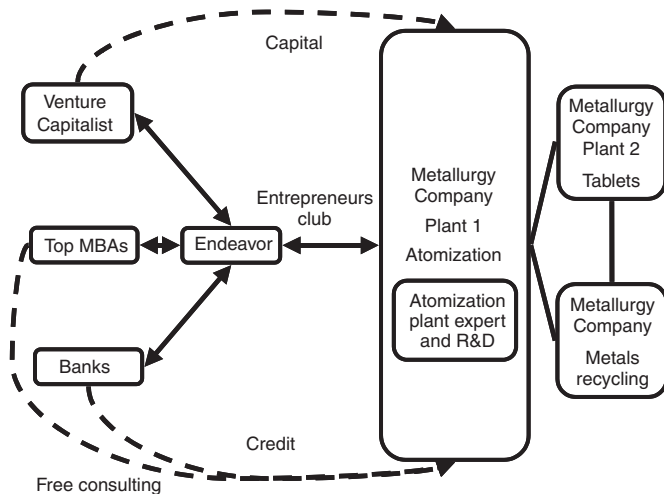 Capital
Venture
Capitalist
Entrepreneurs
club
Top MBAs
Endeavor
Banks
Credit
Free consulting
Metallurgy
Company
Plant 1
Atomization
Atomization
plant expert
and R&D
Metallurgy
Company
Plant 2
Tablets
Metallurgy
Company
Metals
recycling